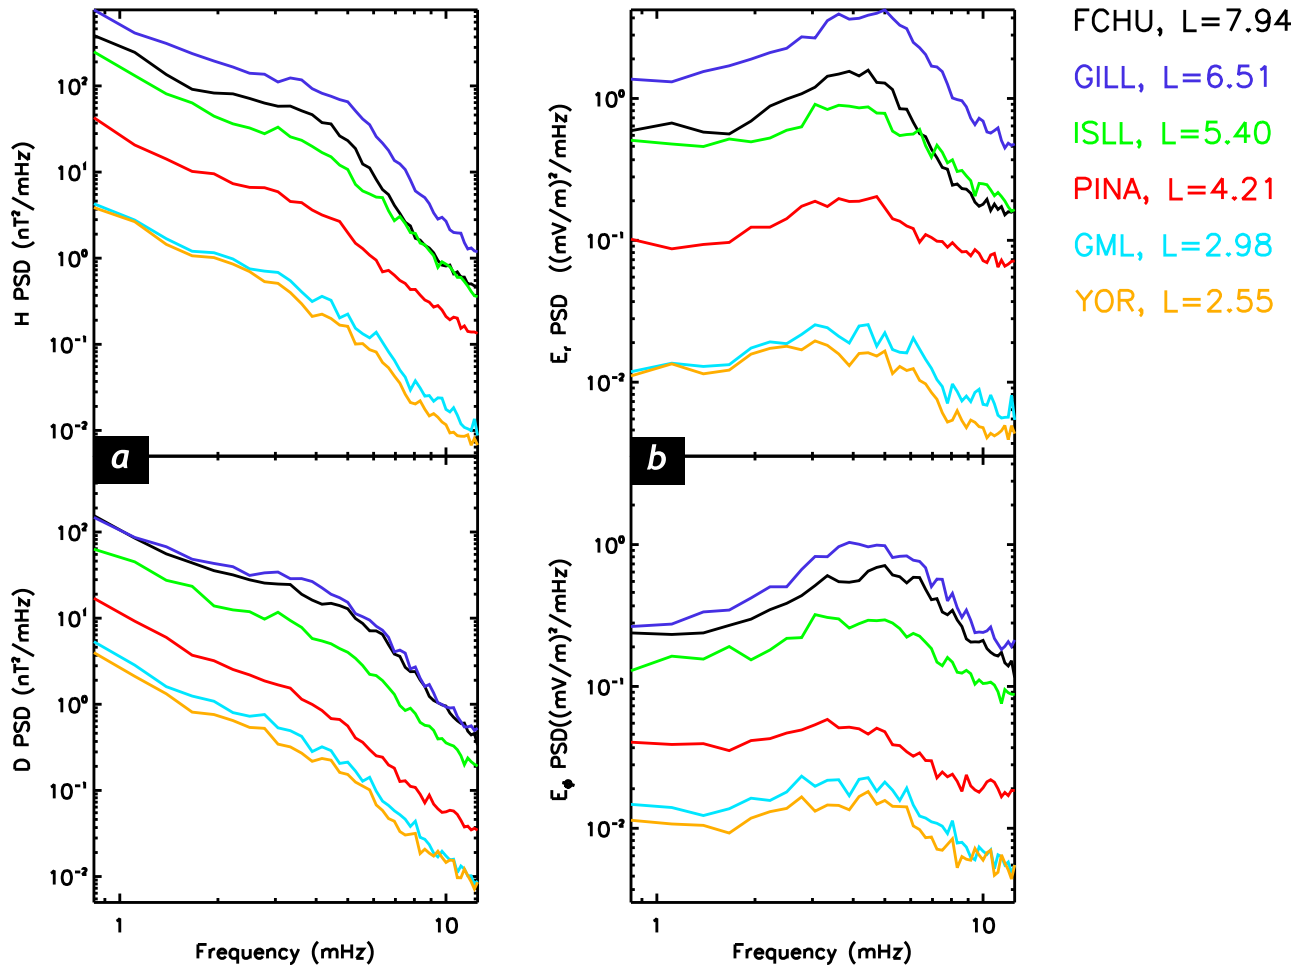 FCHU, L=7.94
GILL, L=6.51
ISLL, L=5.40
PINA, L=4.21
GML, L=2.98
YOR, L=2.55
H PSD (nT²/mHz)
10²
10¹
10⁰
10⁻¹
10⁻²
a
D PSD (nT²/mHz)
10²
10¹
10⁰
10⁻¹
10⁻²
1
10
Frequency (mHz)
Eᵣ PSD ((mV/m)²/mHz)
10⁰
10⁻¹
10⁻²
b
E_ϕ PSD((mV/m)²/mHz)
10⁰
10⁻¹
10⁻²
1
10
Frequency (mHz)